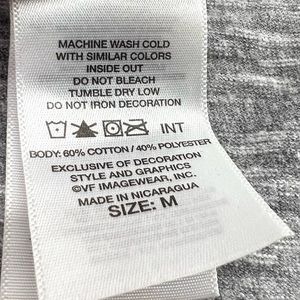 MACHINE WASH COLD
WITH SIMILAR COLORS
INSIDE OUT
DO NOT BLEACH
TUMBLE DRY LOW
DO NOT IRON DECORATION
INT
BODY: 60% COTTON / 40% POLYESTER
EXCLUSIVE OF DECORATION
STYLE AND GRAPHICS
©VF IMAGEWEAR, INC.
MADE IN NICARAGUA
SIZE: M